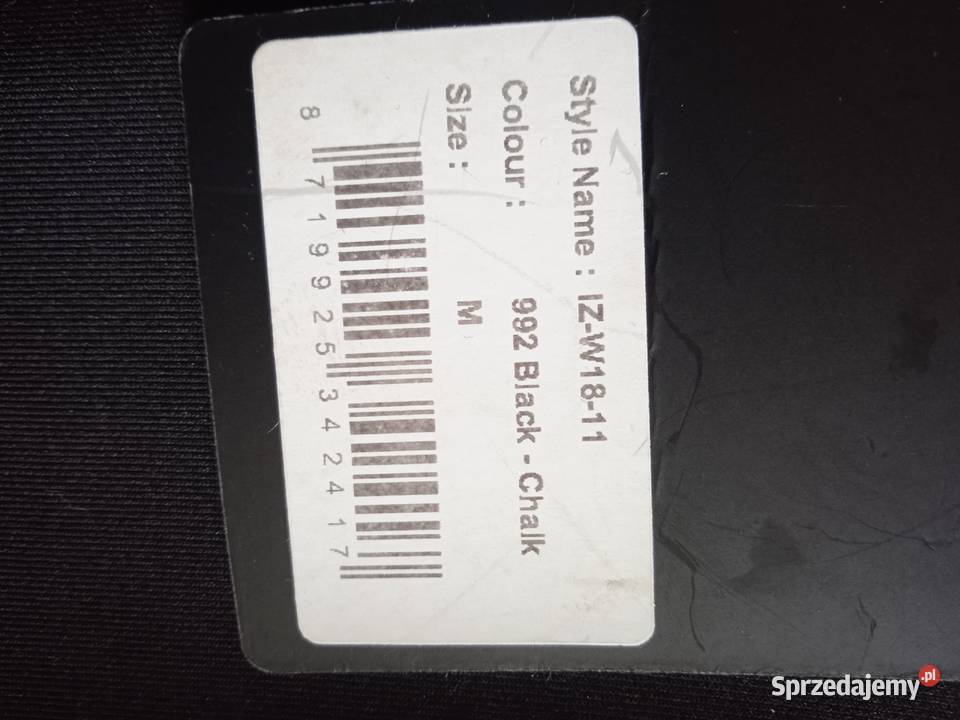 Style Name : IZ-W18-11
Colour : 992 Black - Chalk
Size : M
8 719925 342417
Sprzedajemy.pl